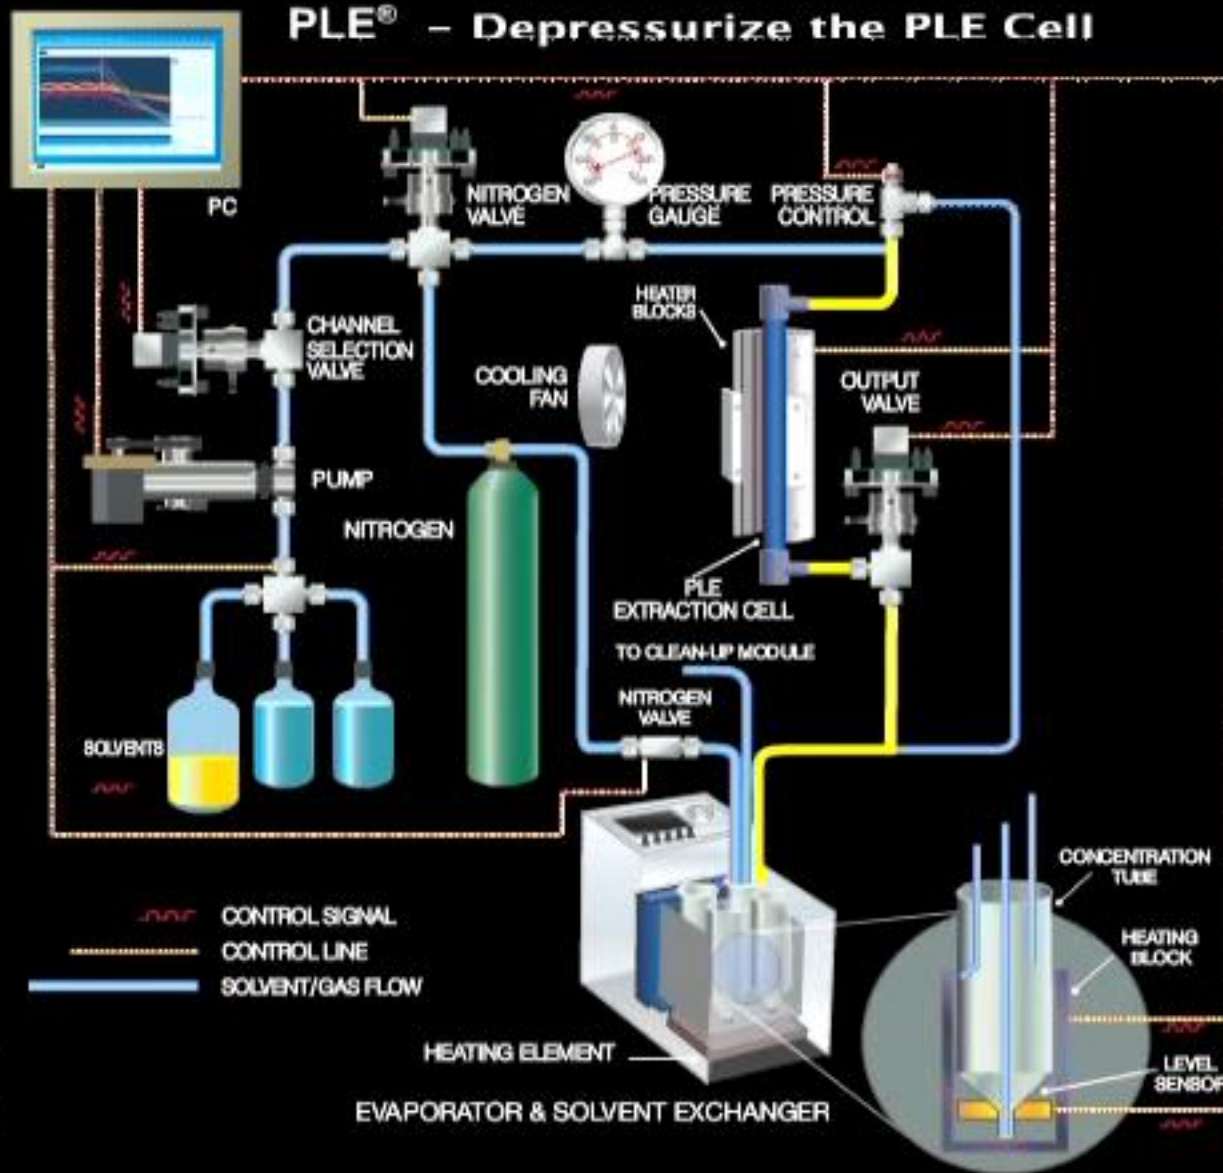 PLE® – Depressurize the PLE Cell
PC
NITROGEN
VALVE
PRESSURE
GAUGE
PRESSURE
CONTROL
HEATER
BLOCKS
CHANNEL
SELECTION
VALVE
COOLING
FAN
OUTPUT
VALVE
PUMP
NITROGEN
PLE
EXTRACTION CELL
TO CLEAN-UP MODULE
NITROGEN
VALVE
SOLVENTS
CONCENTRATION
TUBE
CONTROL SIGNAL
CONTROL LINE
SOLVENT/GAS FLOW
HEATING
BLOCK
HEATING ELEMENT
LEVEL
SENSOR
EVAPORATOR & SOLVENT EXCHANGER